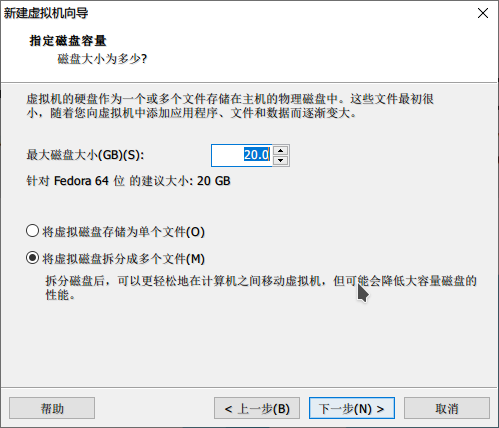 新建虚拟机向导
指定磁盘容量
磁盘大小为多少?
虚拟机的硬盘作为一个或多个文件存储在主机的物理磁盘中。这些文件最初很
小，随着您向虚拟机中添加应用程序、文件和数据而逐渐变大。
最大磁盘大小(GB)(S): 20.0
针对 Fedora 64 位 的建议大小: 20 GB
将虚拟磁盘存储为单个文件(O)
将虚拟磁盘拆分成多个文件(M)
拆分磁盘后，可以更轻松地在计算机之间移动虚拟机，但可能会降低大容量磁盘的
性能。
帮助 < 上一步(B) 下一步(N) > 取消